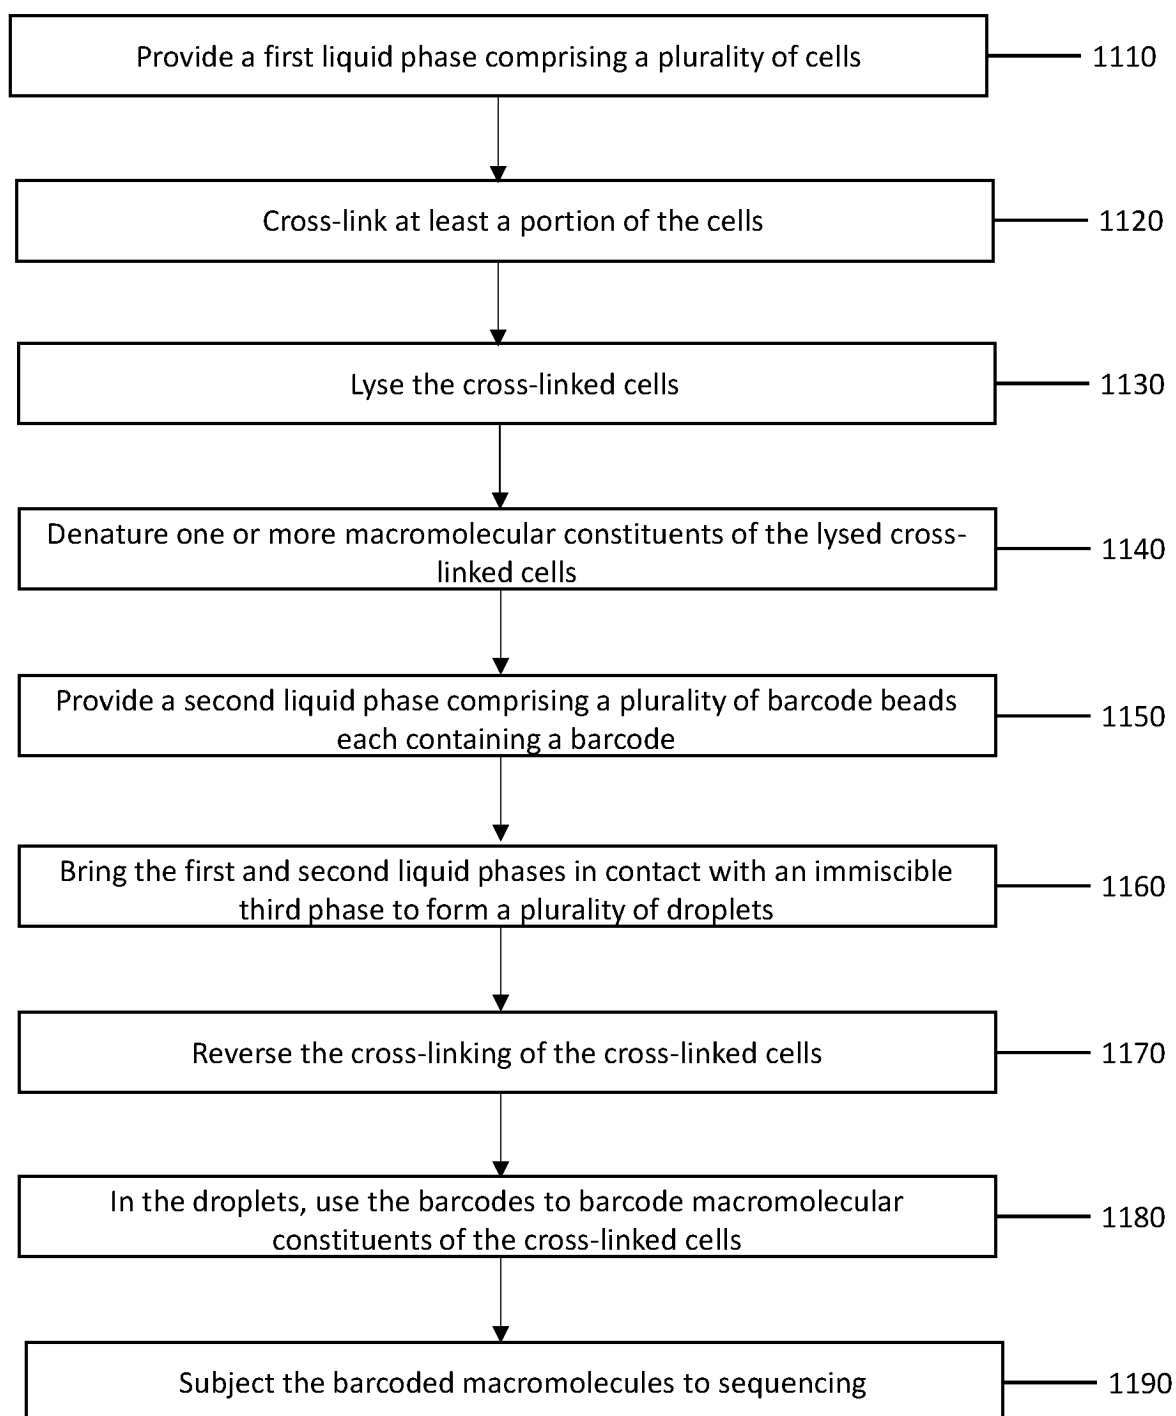 Provide a first liquid phase comprising a plurality of cells
1110
Cross-link at least a portion of the cells
1120
Lyse the cross-linked cells
1130
Denature one or more macromolecular constituents of the lysed cross-
linked cells
1140
Provide a second liquid phase comprising a plurality of barcode beads
each containing a barcode
1150
Bring the first and second liquid phases in contact with an immiscible
third phase to form a plurality of droplets
1160
Reverse the cross-linking of the cross-linked cells
1170
In the droplets, use the barcodes to barcode macromolecular
constituents of the cross-linked cells
1180
Subject the barcoded macromolecules to sequencing
1190